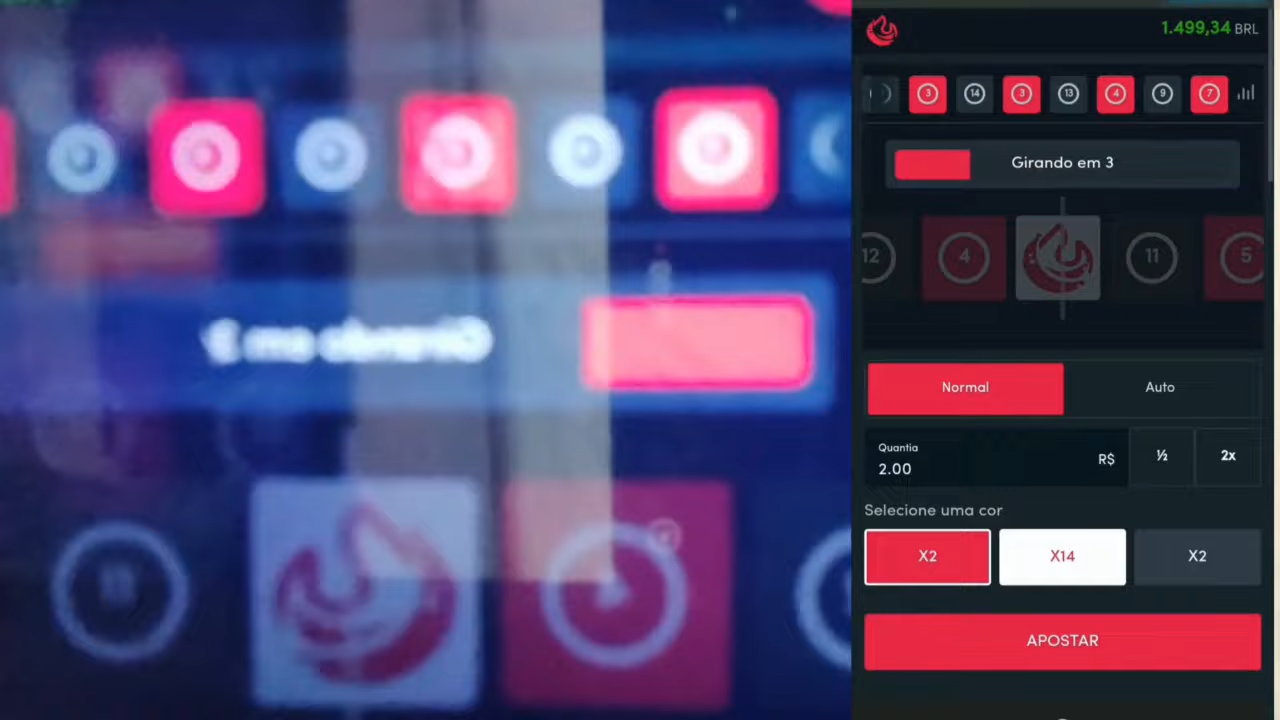 1.499,34 BRL
3 14 3 13 4 9 7
Girando em 3
12 4 11 5
Normal Auto
Quantia
2.00 R$ ½ 2x
Selecione uma cor
X2 X14 X2
APOSTAR